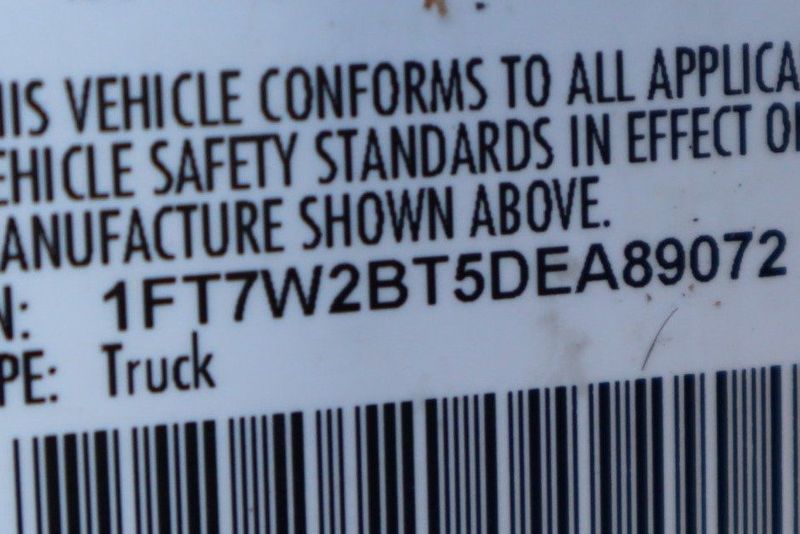 HIS VEHICLE CONFORMS TO ALL APPLICA
EHICLE SAFETY STANDARDS IN EFFECT O
ANUFACTURE SHOWN ABOVE.
N: 1FT7W2BT5DEA89072
PE: Truck